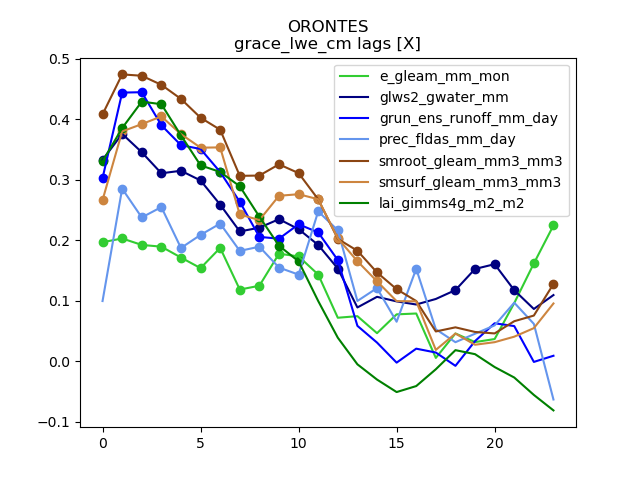 ORONTES
grace_lwe_cm lags [X]
e_gleam_mm_mon
glws2_gwater_mm
grun_ens_runoff_mm_day
prec_fldas_mm_day
smroot_gleam_mm3_mm3
smsurf_gleam_mm3_mm3
lai_gimms4g_m2_m2
0.5
0.4
0.3
0.2
0.1
0.0
−0.1
0 5 10 15 20